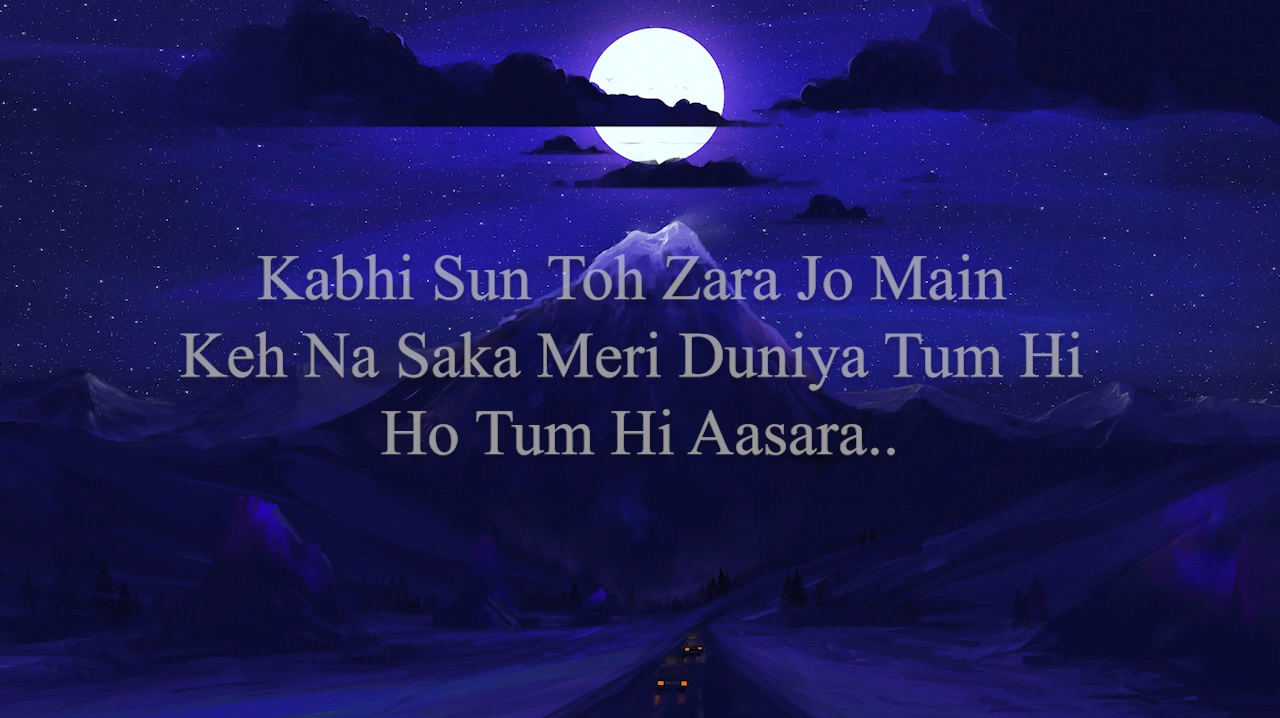 Kabhi Sun Toh Zara Jo Main
Keh Na Saka Meri Duniya Tum Hi
Ho Tum Hi Aasara..